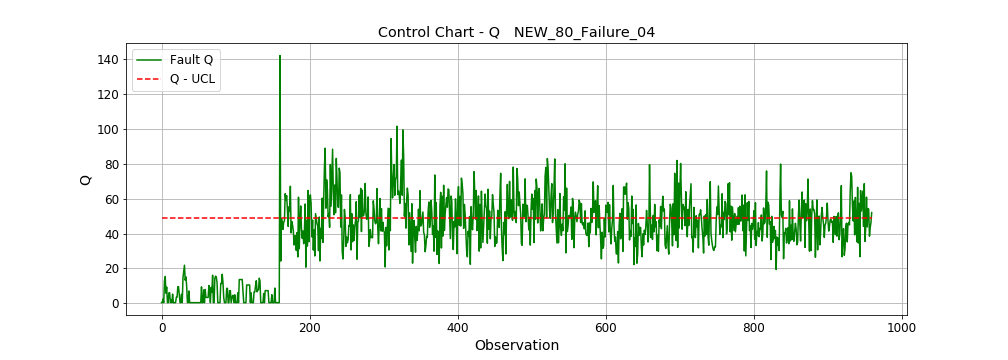 Control Chart - Q   NEW_80_Failure_04
Fault Q
Q - UCL
140
120
100
80
60
40
20
0
Q
0 200 400 600 800 1000
Observation